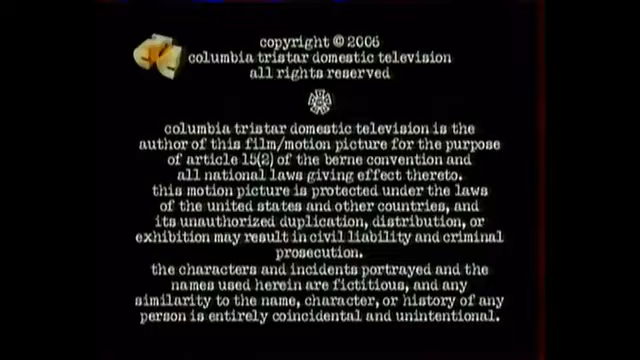 copyright © 2006
columbia tristar domestic television
all rights reserved
columbia tristar domestic television is the
author of this film/motion picture for the purpose
of article 15(2) of the berne convention and
all national laws giving effect thereto.
this motion picture is protected under the laws
of the united states and other countries, and
its unauthorized duplication, distribution, or
exhibition may result in civil liability and criminal
prosecution.
the characters and incidents portrayed and the
names used herein are fictitious, and any
similarity to the name, character, or history of any
person is entirely coincidental and unintentional.